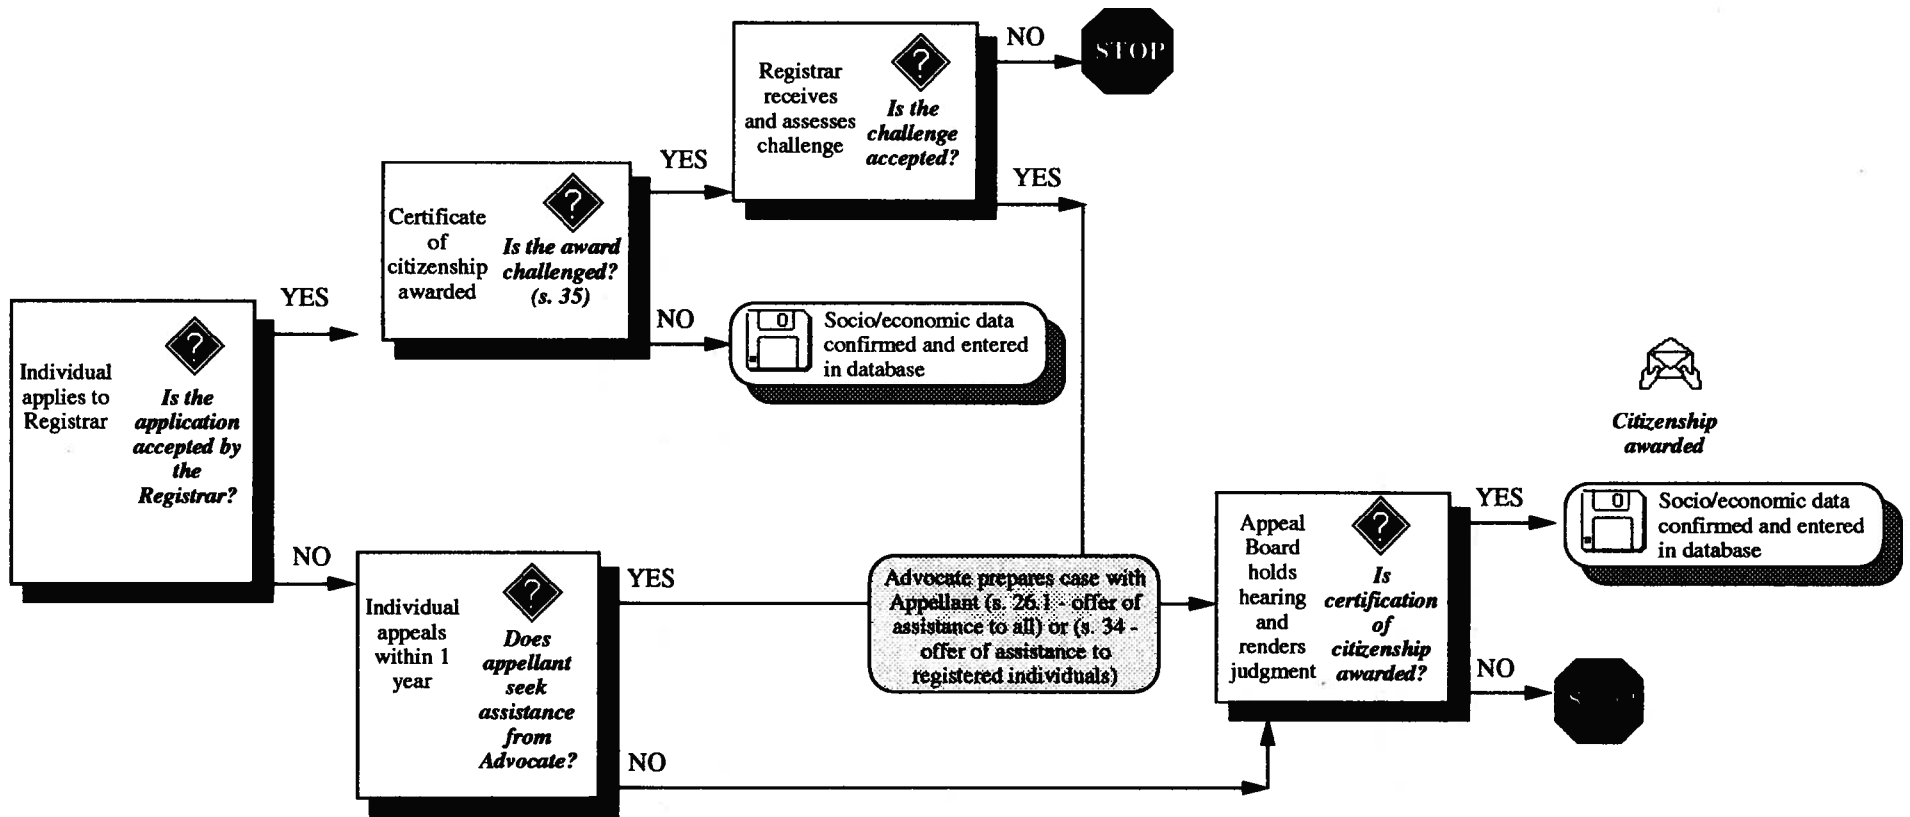 Individual
applies to
Registrar
?
Is the
application
accepted by
the
Registrar?
YES
NO
Certificate
of
citizenship
awarded
?
Is the award
challenged?
(s. 35)
YES
NO
Registrar
receives
and assesses
challenge
?
Is the
challenge
accepted?
NO
STOP
YES
Socio/economic data
confirmed and entered
in database
Individual
appeals
within 1
year
?
Does
appellant
seek
assistance
from
Advocate?
YES
NO
Advocate prepares case with
Appellant (s. 26.1 - offer of
assistance to all) or (s. 34 -
offer of assistance to
registered individuals)
Appeal
Board
holds
hearing
and
renders
judgment
?
Is
certification
of
citizenship
awarded?
YES
NO
Citizenship
awarded
Socio/economic data
confirmed and entered
in database